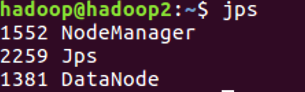 hadoop@hadoop2:~$ jps
1552 NodeManager
2259 Jps
1381 DataNode